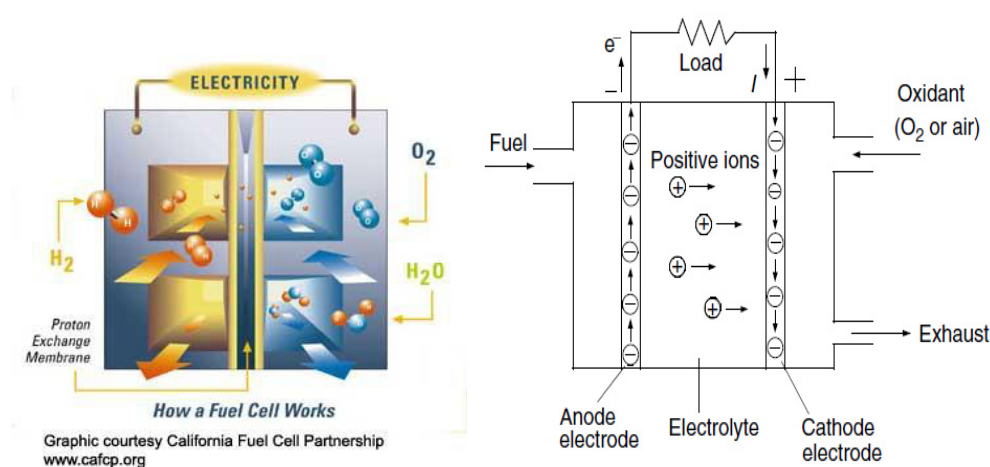 ELECTRICITY
O2
H2
H2O
Proton
Exchange
Membrane
How a Fuel Cell Works
Graphic courtesy California Fuel Cell Partnership
www.cafcp.org
e−
Load
I
−
+
Fuel
Oxidant
(O2 or air)
Positive ions
+
+
+
+
Exhaust
Anode
electrode
Electrolyte
Cathode
electrode